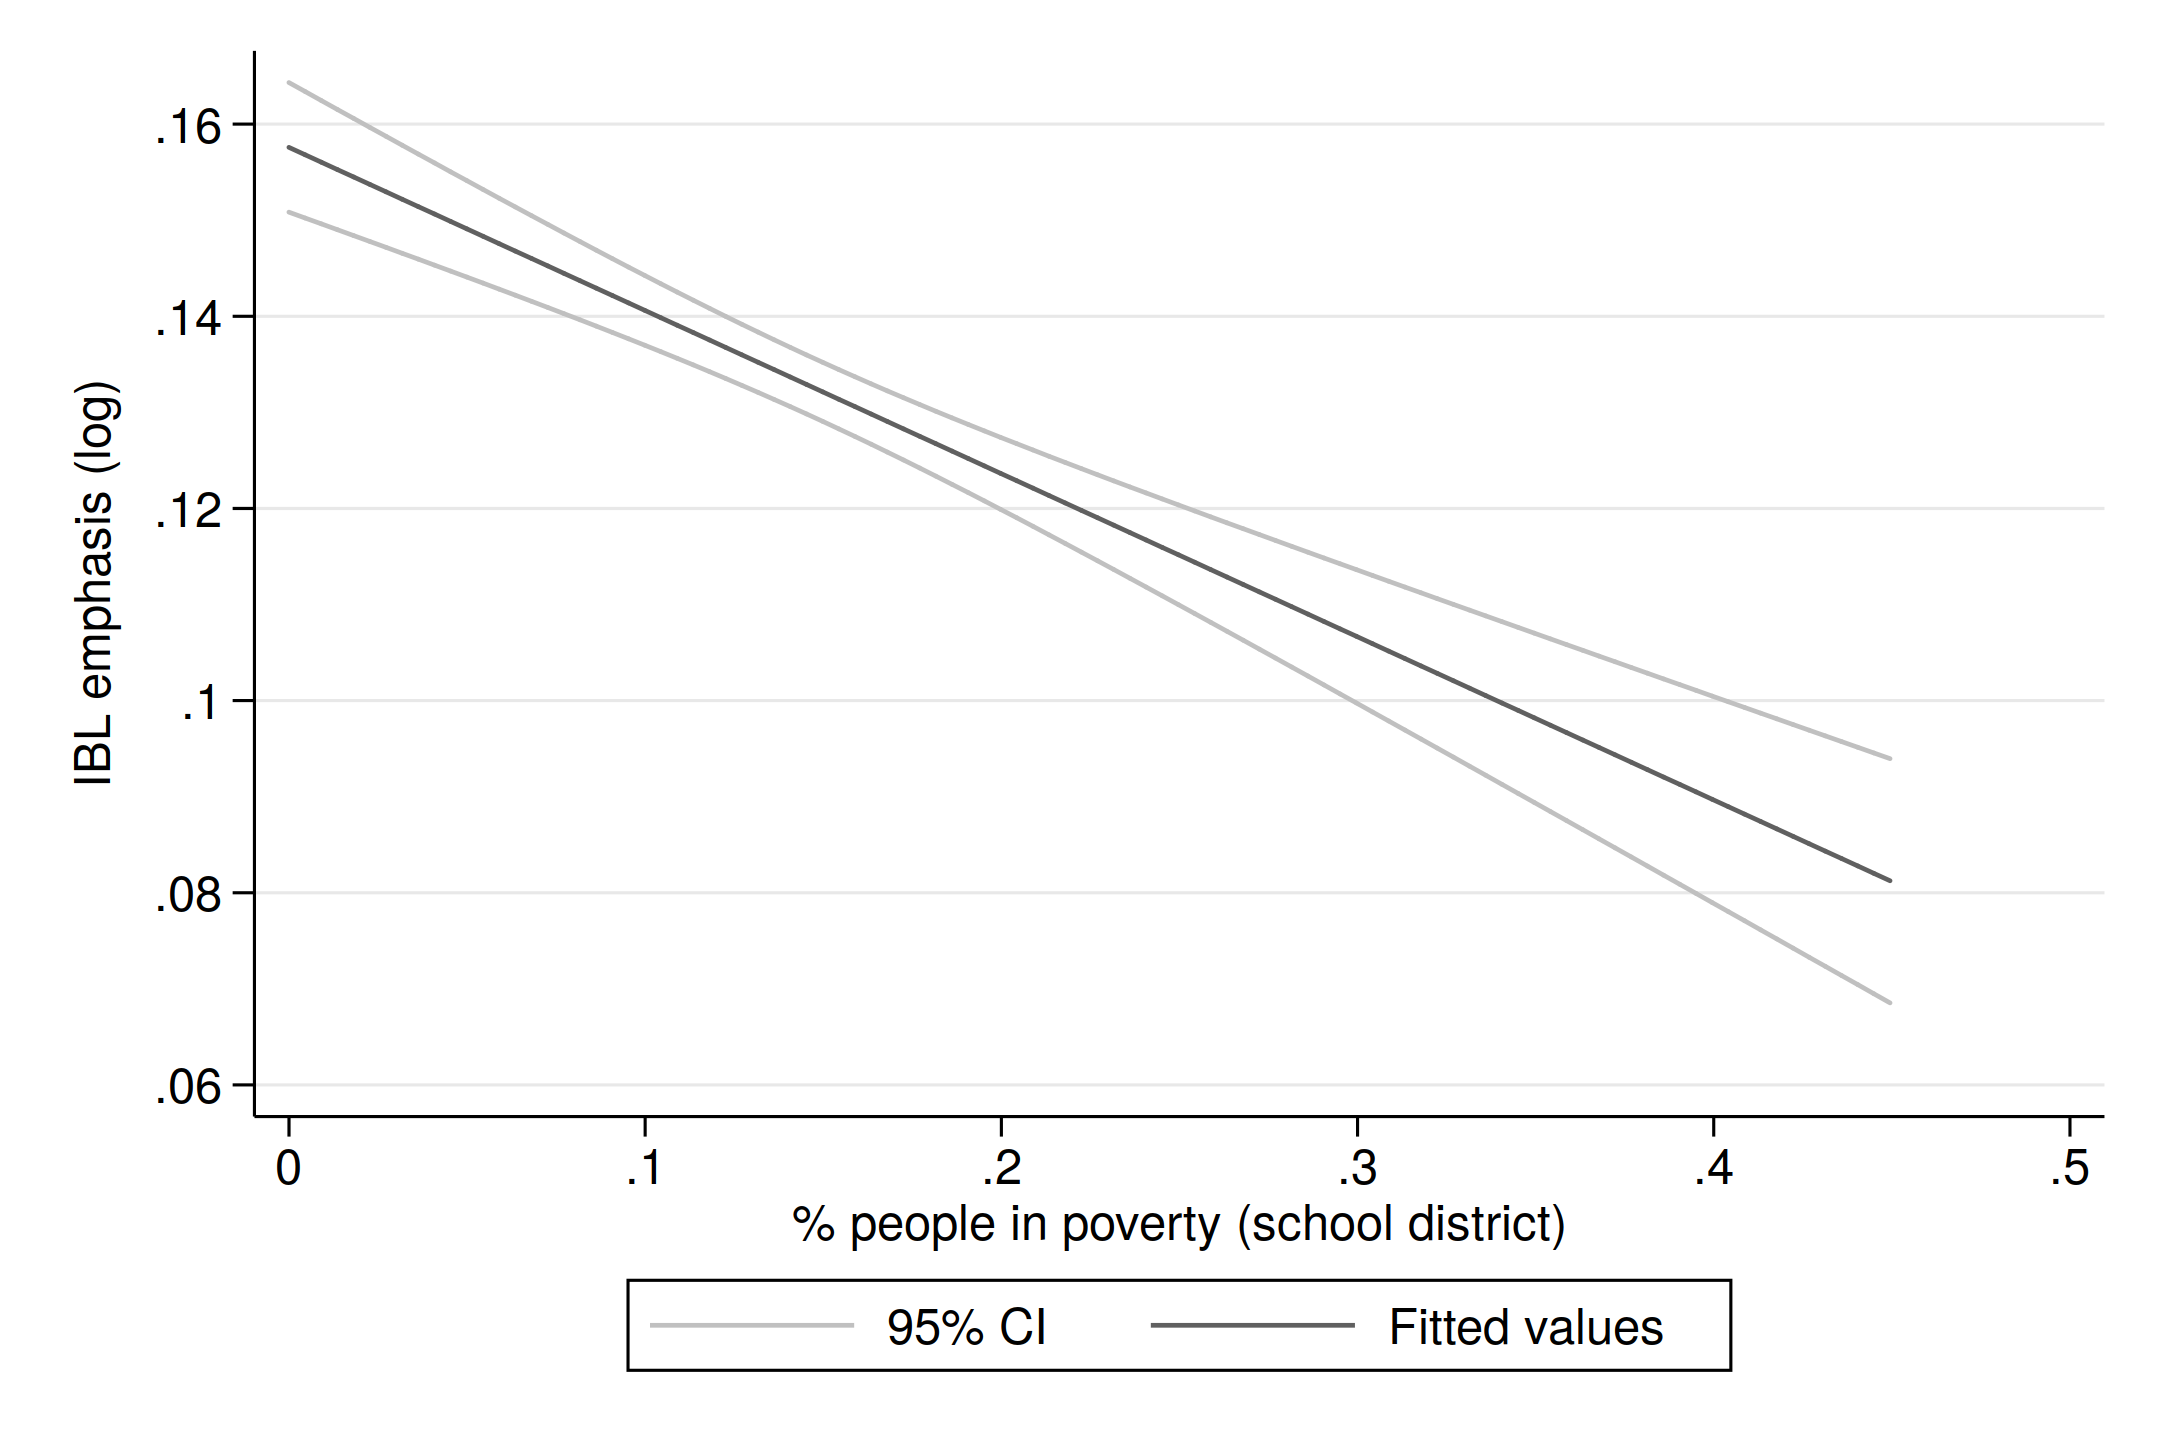 IBL emphasis (log)
.16
.14
.12
.1
.08
.06
0 .1 .2 .3 .4 .5
% people in poverty (school district)
95% CI Fitted values